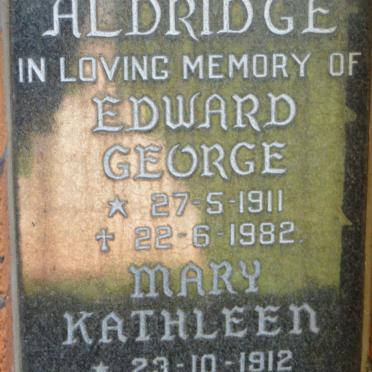 ALDRIDGE
IN LOVING MEMORY OF
EDWARD
GEORGE
★ 27-5-1911
✝ 22-6-1982.
MARY
KATHLEEN
★ 23-10-1912